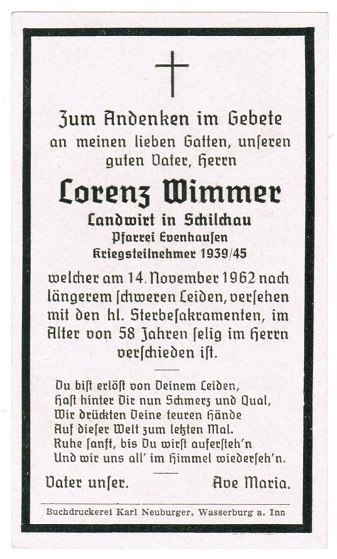 Zum Andenken im Gebete
an meinen lieben Gatten, unseren
guten Vater, Herrn
Lorenz Wimmer
Landwirt in Schilchau
Pfarrei Evenhausen
Kriegsteilnehmer 1939/45
welcher am 14. November 1962 nach
längerem schweren Leiden, versehen
mit den hl. Sterbesakramenten, im
Alter von 58 Jahren selig im Herrn
verschieden ist.
Du bist erlöst von Deinem Leiden,
Hast hinter Dir nun Schmerz und Qual,
Wir drückten Deine teuren Hände
Auf dieser Welt zum letzten Mal.
Ruhe sanft, bis Du wirst aufersteh'n
Und wir uns all' im Himmel wiederseh'n.
Vater unser. Ave Maria.
Buchdruckerei Karl Neuburger, Wasserburg a. Inn